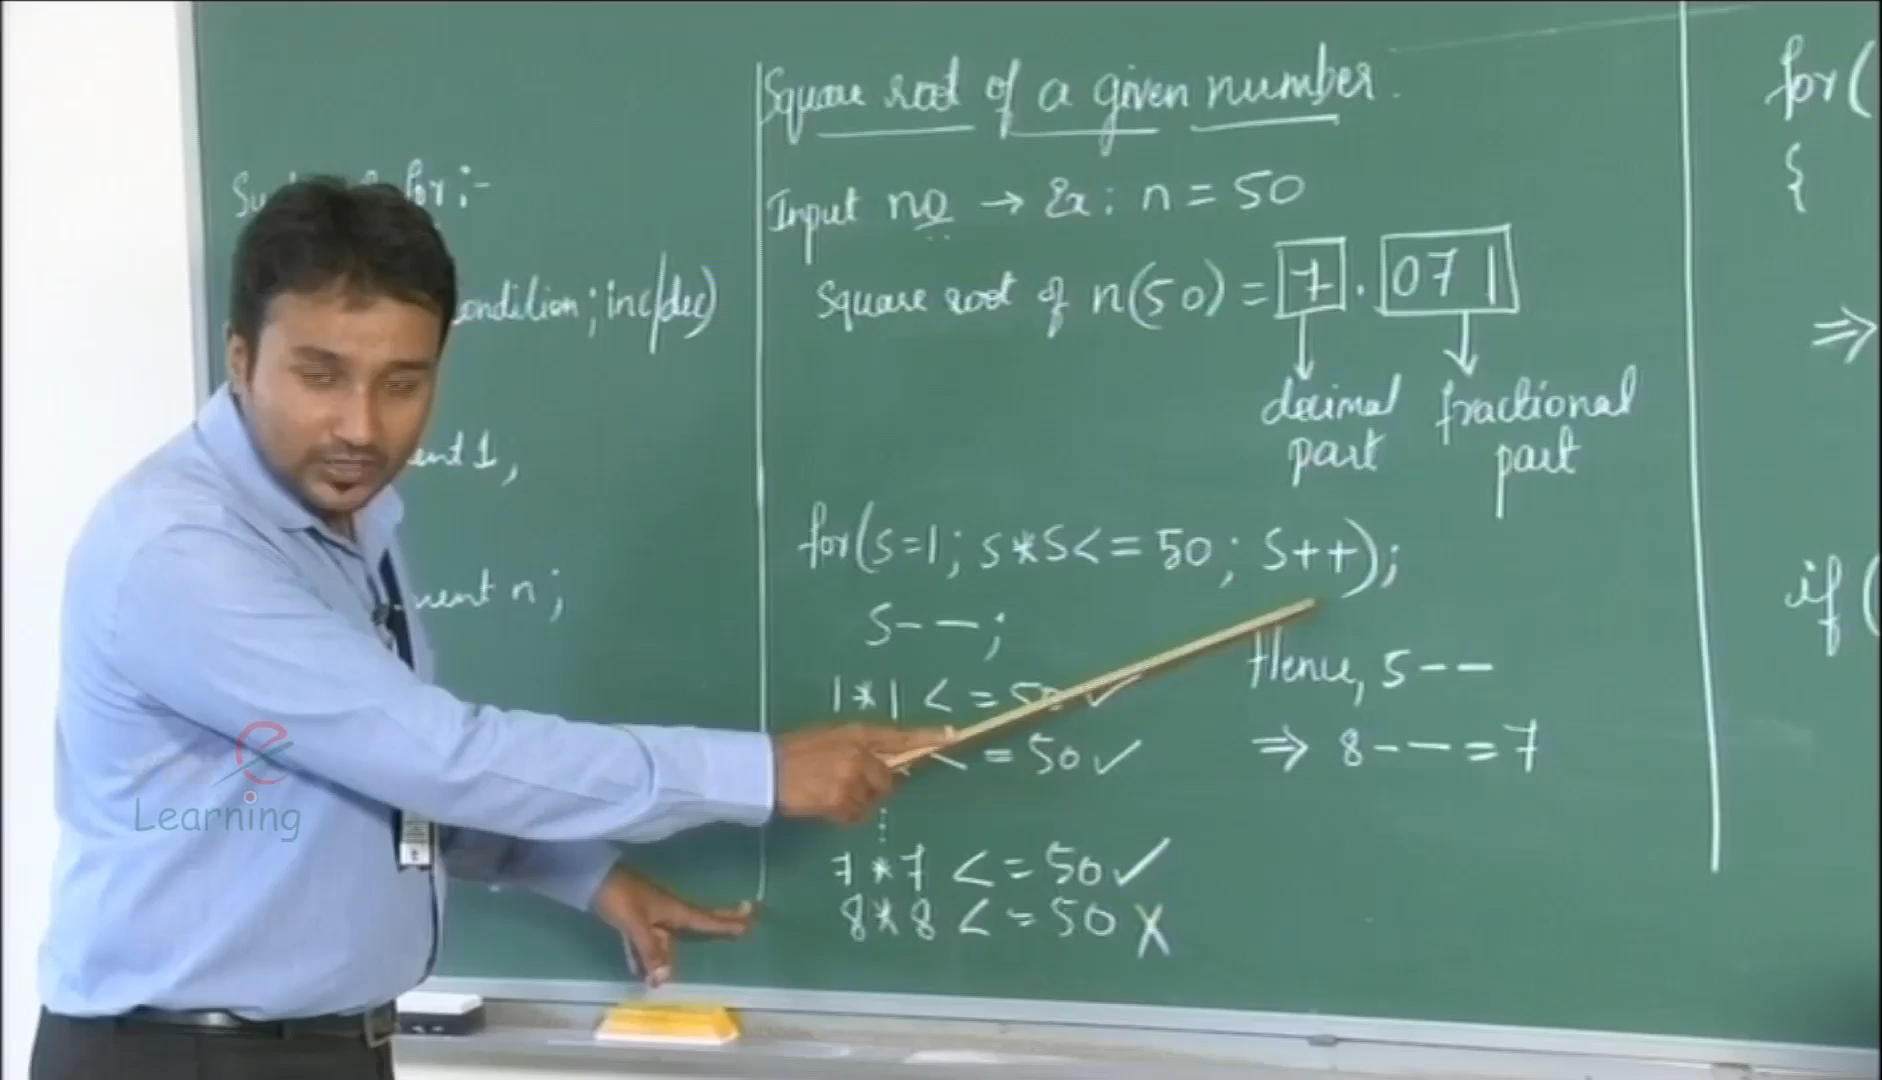 for :-
condition ; inc/dec)
1,
n ;
Square root of a given number.
Input no → Ex : n = 50
Square root of n(50) = 7 . 071
decimal fractional
part part
for(s=1; s*s<= 50; s++);
s--;
1*1 < = 50 ✓
= 50 ✓
7 * 7 < = 50 ✓
8 * 8 < = 50 X
Hence, s--
⇒ 8-- = 7
for(
{
⇒
if (
e
Learning